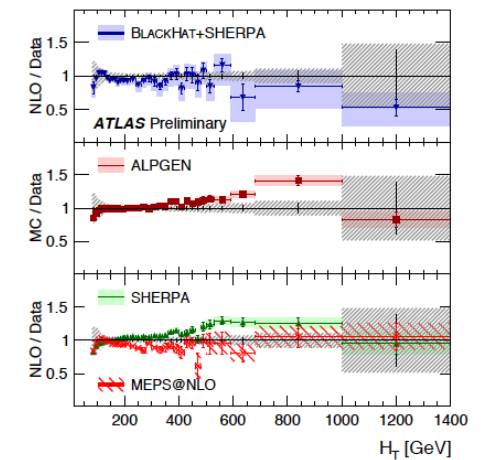 BLACKHAT+SHERPA
NLO / Data
1.5
1
0.5
ATLAS Preliminary
ALPGEN
MC / Data
1.5
1
0.5
SHERPA
NLO / Data
1.5
1
0.5
MEPS@NLO
200 400 600 800 1000 1200 1400
H_T [GeV]